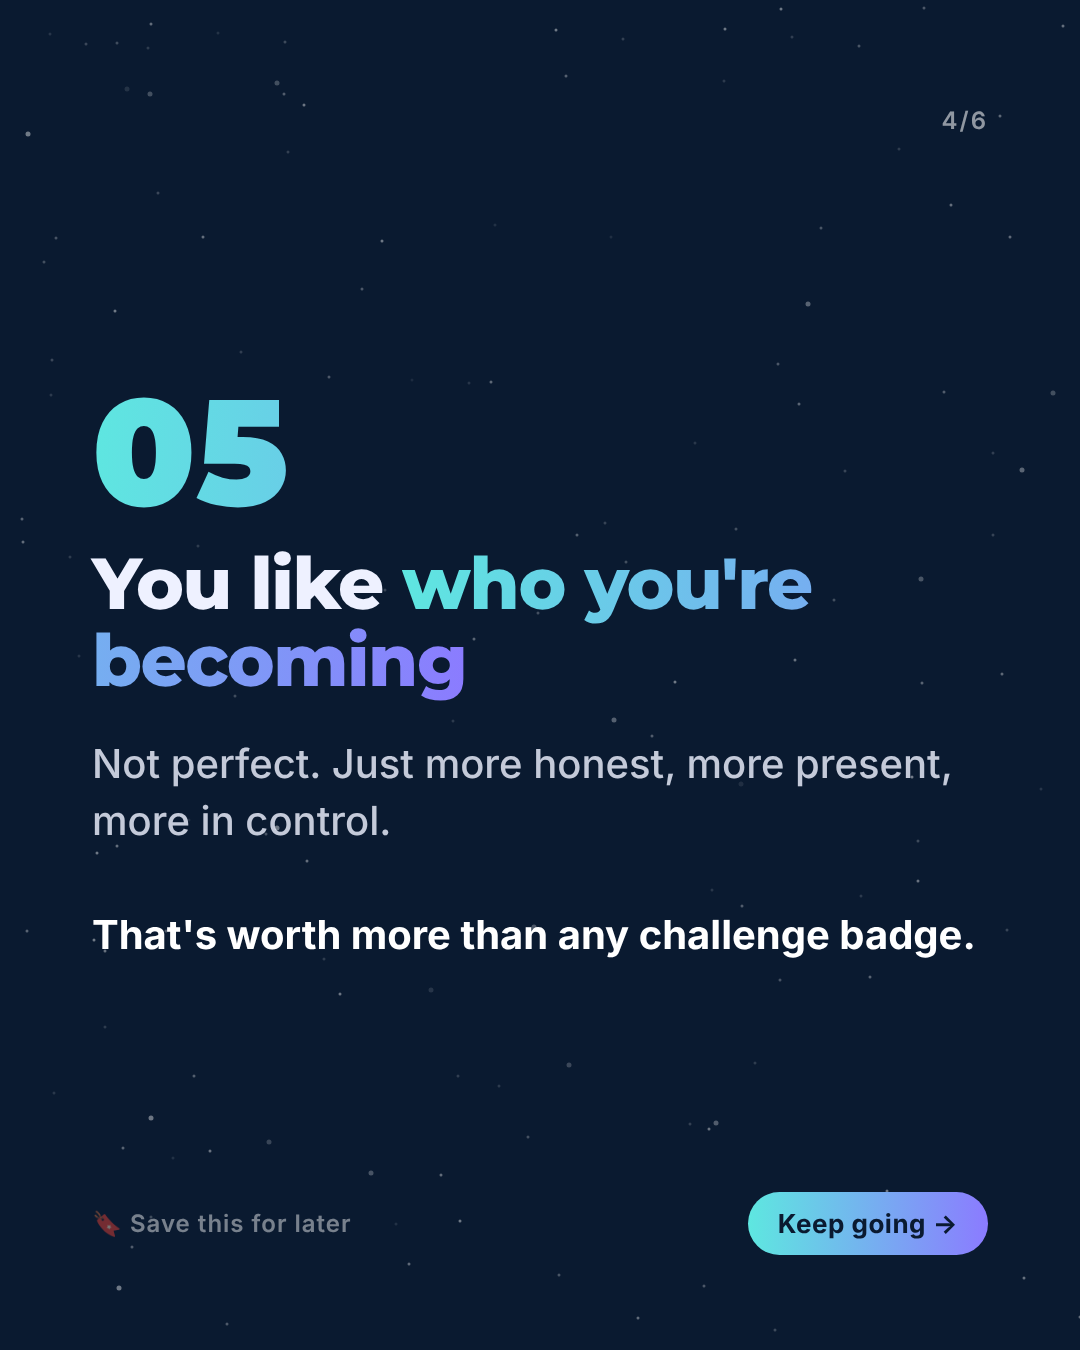 4/6
05
You like who you're
becoming
Not perfect. Just more honest, more present,
more in control.
That's worth more than any challenge badge.
🔖 Save this for later
Keep going →